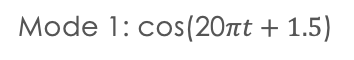 Mode 1: cos(20πt + 1.5)